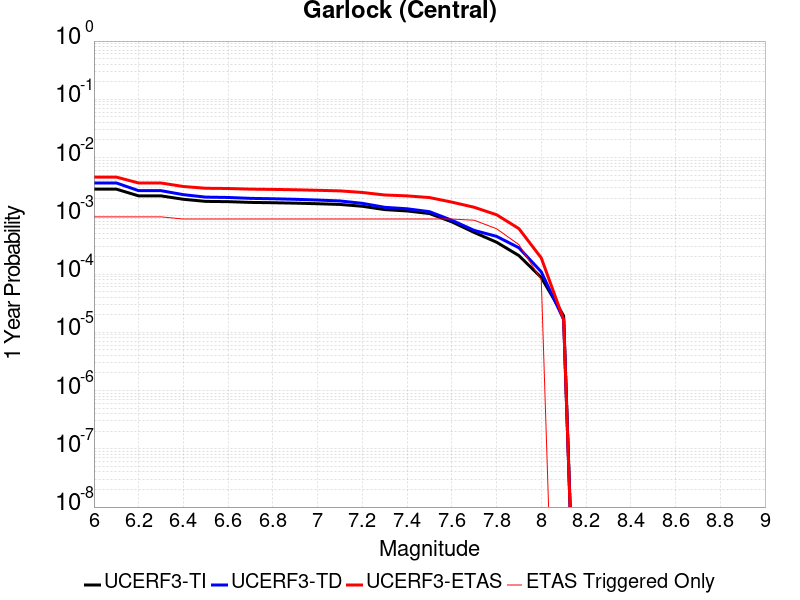 Garlock (Central)
10 0
10 -1
10 -2
10 -3
10 -4
10 -5
10 -6
10 -7
10 -8
1 Year Probability
6 6.2 6.4 6.6 6.8 7 7.2 7.4 7.6 7.8 8 8.2 8.4 8.6 8.8 9
Magnitude
UCERF3-TI UCERF3-TD UCERF3-ETAS ETAS Triggered Only